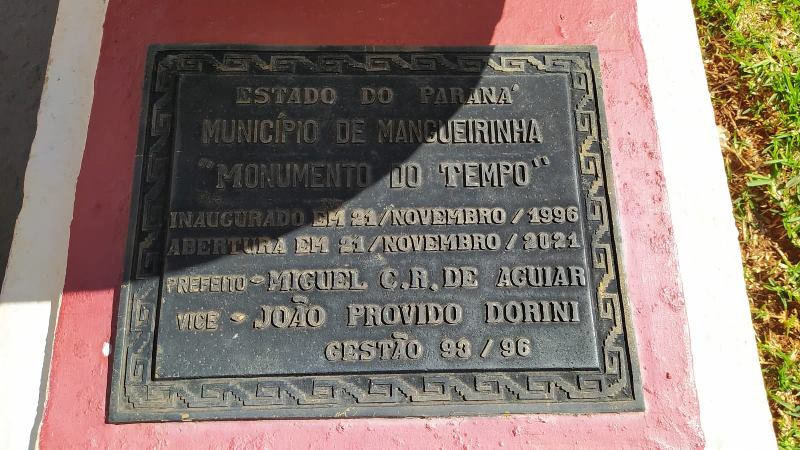 ESTADO DO PARANÁ
MUNICÍPIO DE MANGUEIRINHA
"MONUMENTO DO TEMPO"
INAUGURADO EM 21/NOVEMBRO/1996
ABERTURA EM 21/NOVEMBRO/2021
PREFEITO - MIGUEL C.R. DE AGUIAR
VICE - JOÃO PROVIDO DORINI
GESTÃO 93/96